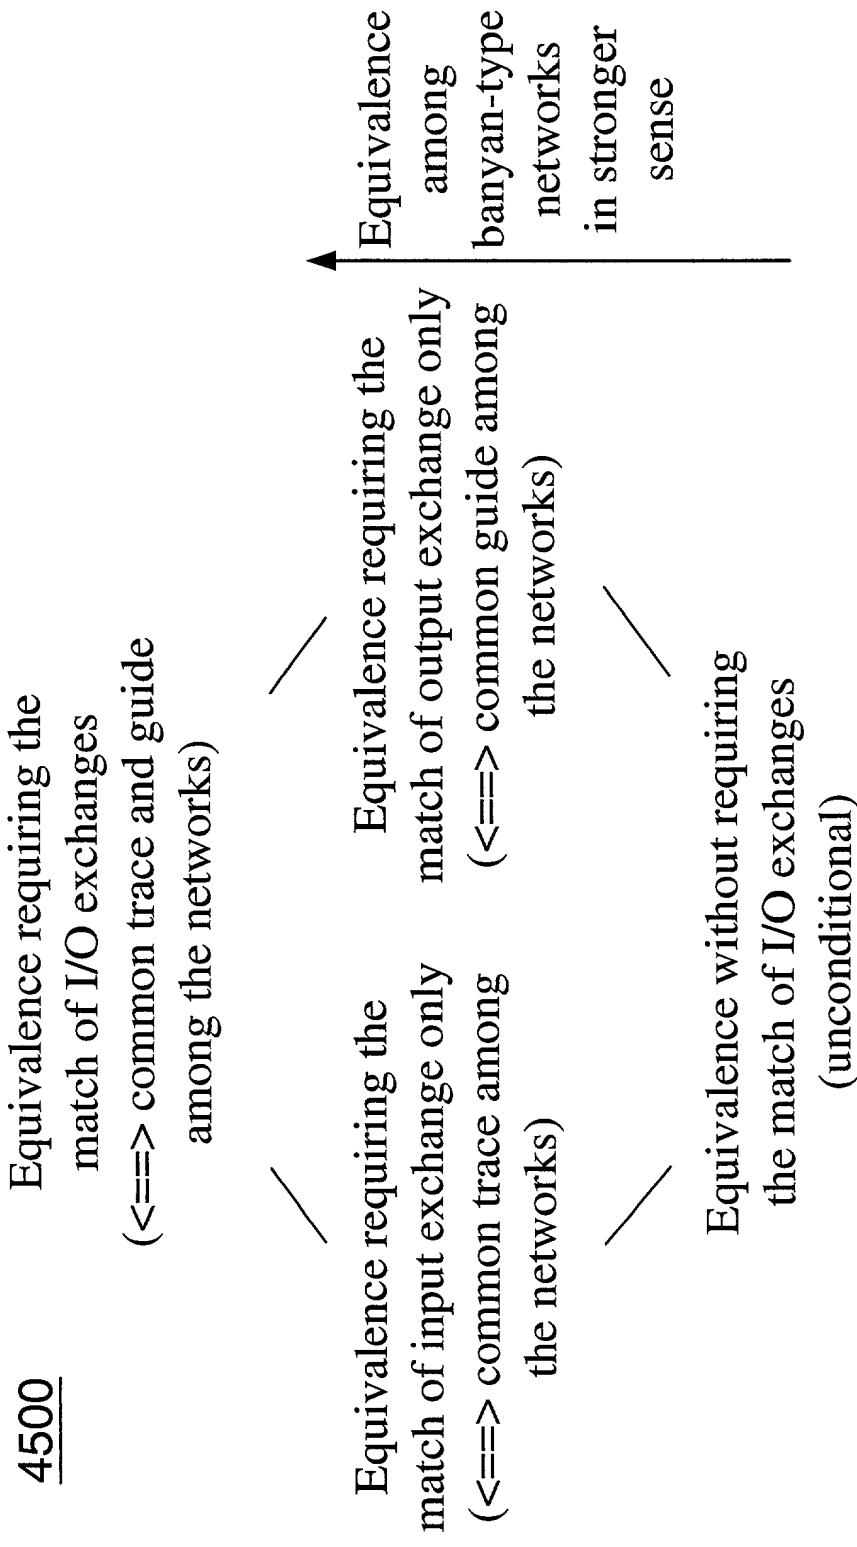 4500
Equivalence requiring the
match of I/O exchanges
(<==> common trace and guide
among the networks)
Equivalence requiring the
match of input exchange only
(<==> common trace among
the networks)
Equivalence requiring the
match of output exchange only
(<==> common guide among
the networks)
Equivalence
among
banyan-type
networks
in stronger
sense
Equivalence without requiring
the match of I/O exchanges
(unconditional)